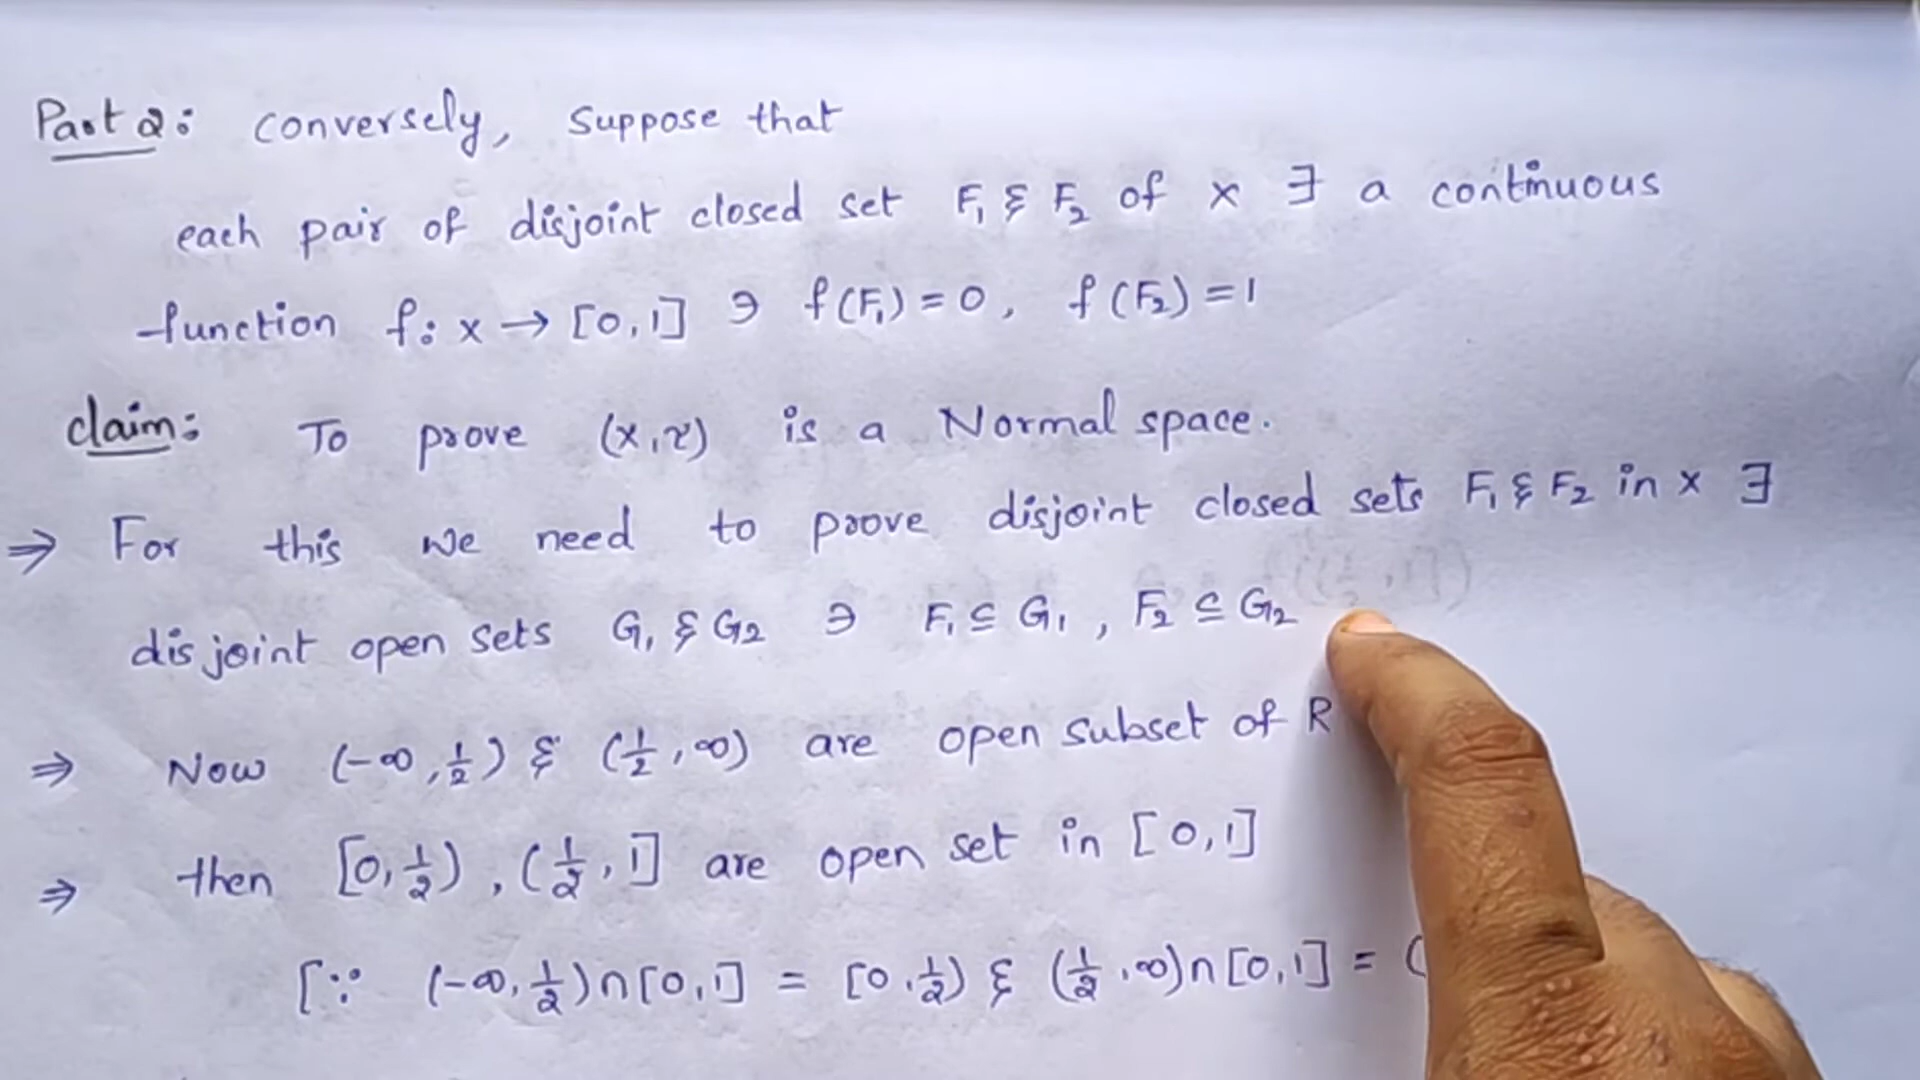 Part 2: conversely, suppose that
each pair of disjoint closed set F₁ & F₂ of x ∃ a continuous
function f: x → [0,1] ∋ f(F₁) = 0, f(F₂) = 1
claim: To prove (x,τ) is a Normal space.
⇒ For this we need to prove disjoint closed sets F₁ & F₂ in x ∃
disjoint open sets G₁ & G₂ ∋ F₁ ⊆ G₁, F₂ ⊆ G₂
⇒ Now (-∞,1/2) & (1/2,∞) are open subset of R
⇒ then [0,1/2), (1/2,1] are open set in [0,1]
[∵ (-∞,1/2)∩[0,1] = [0,1/2) & (1/2,∞)∩[0,1] = (